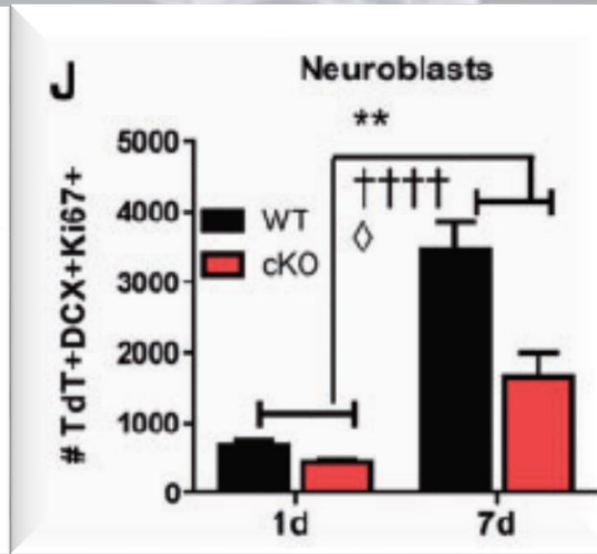 J
Neuroblasts
**
5000
††††
4000
WT
◊
cKO
3000
2000
1000
0
# TdT+DCX+Ki67+
1d
7d